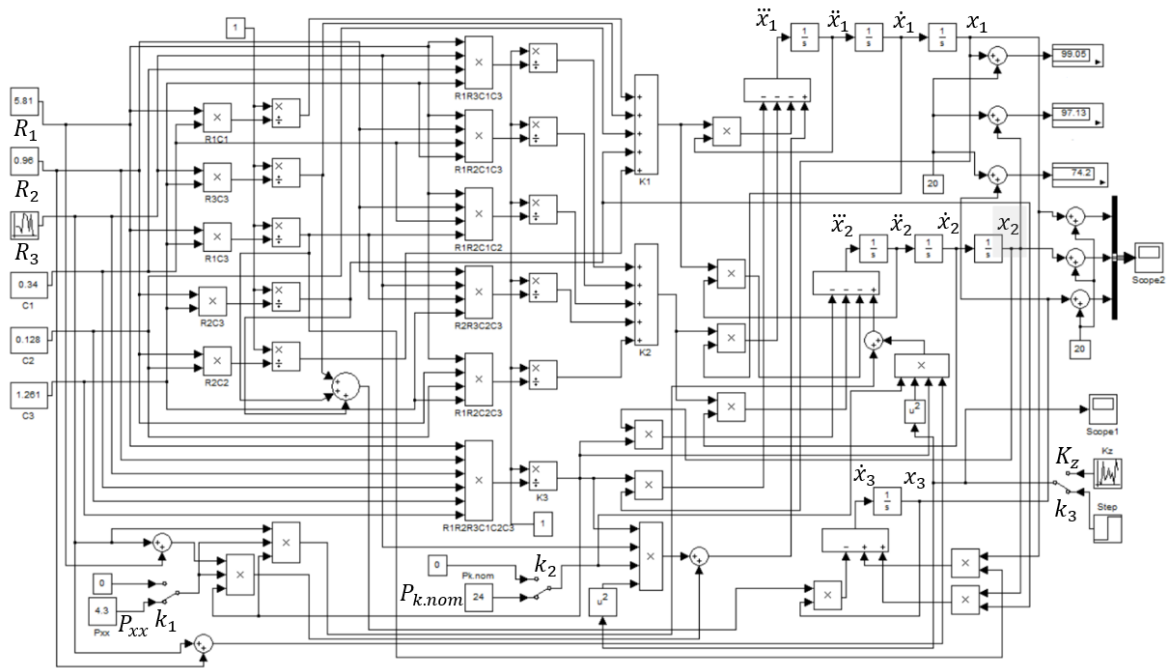 x⃛₁ ẍ₁ ẋ₁ x₁
1
1/s 1/s 1/s
99.05
5.81
R₁
R1C1
R1R3C1C3
K1
97.13
0.96
R₂
R3C3
R1R2C1C3
20
74.2
R₃
R1C3
R1R2C1C2
x⃛₂ ẍ₂ ẋ₂ x₂
1/s 1/s 1/s
Scope2
0.34
C1
R2C3
R2R3C2C3
K2
20
0.128
C2
R2C2
R1R2C2C3
u²
1.261
C3
Scope1
K_z
Kz
R1R2R3C1C2C3
K3
1
ẋ₃ x₃
1/s
k₃
Step
0
4.3
Pxx
P_xx
k₁
0
k₂
Pk.nom
P_k.nom
24
u²